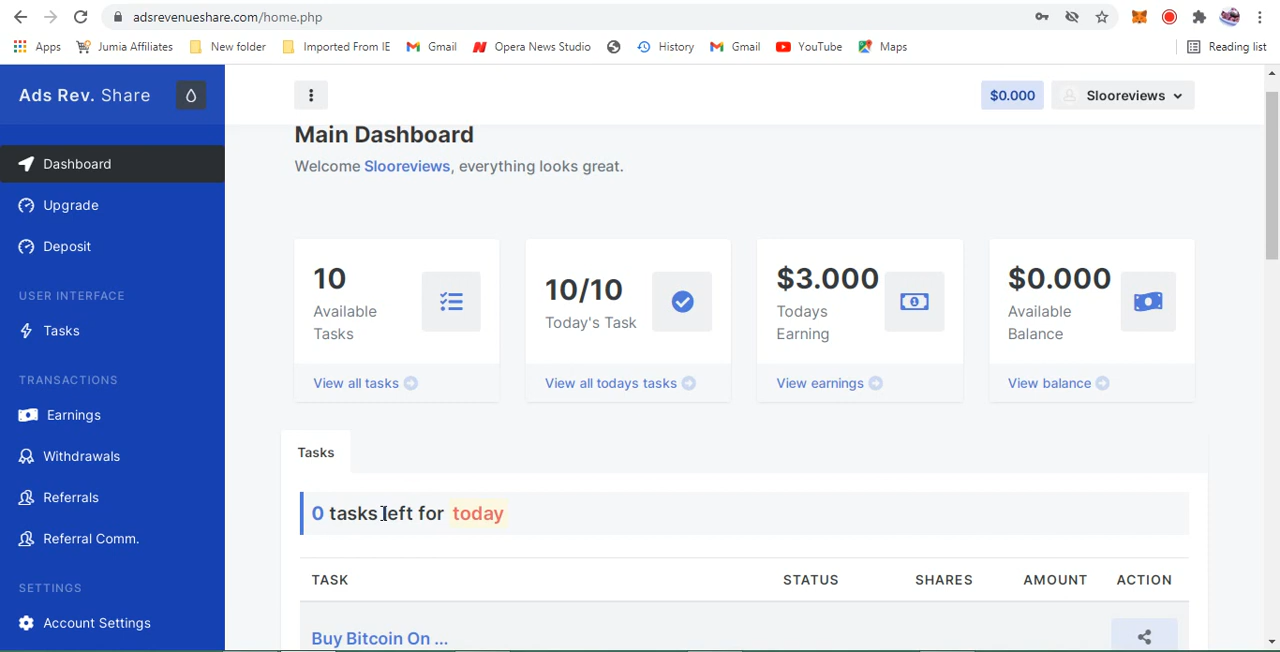 adsrevenueshare.com/home.php
Apps Jumia Affiliates New folder Imported From IE Gmail Opera News Studio History Gmail YouTube Maps Reading list
Ads Rev. Share
$0.000 Slooreviews
Dashboard
Upgrade
Deposit
USER INTERFACE
Tasks
TRANSACTIONS
Earnings
Withdrawals
Referrals
Referral Comm.
SETTINGS
Account Settings
Main Dashboard
Welcome Slooreviews, everything looks great.
10
Available
Tasks
View all tasks
10/10
Today's Task
View all todays tasks
$3.000
Todays
Earning
View earnings
$0.000
Available
Balance
View balance
Tasks
0 tasks left for today
TASK STATUS SHARES AMOUNT ACTION
Buy Bitcoin On ...